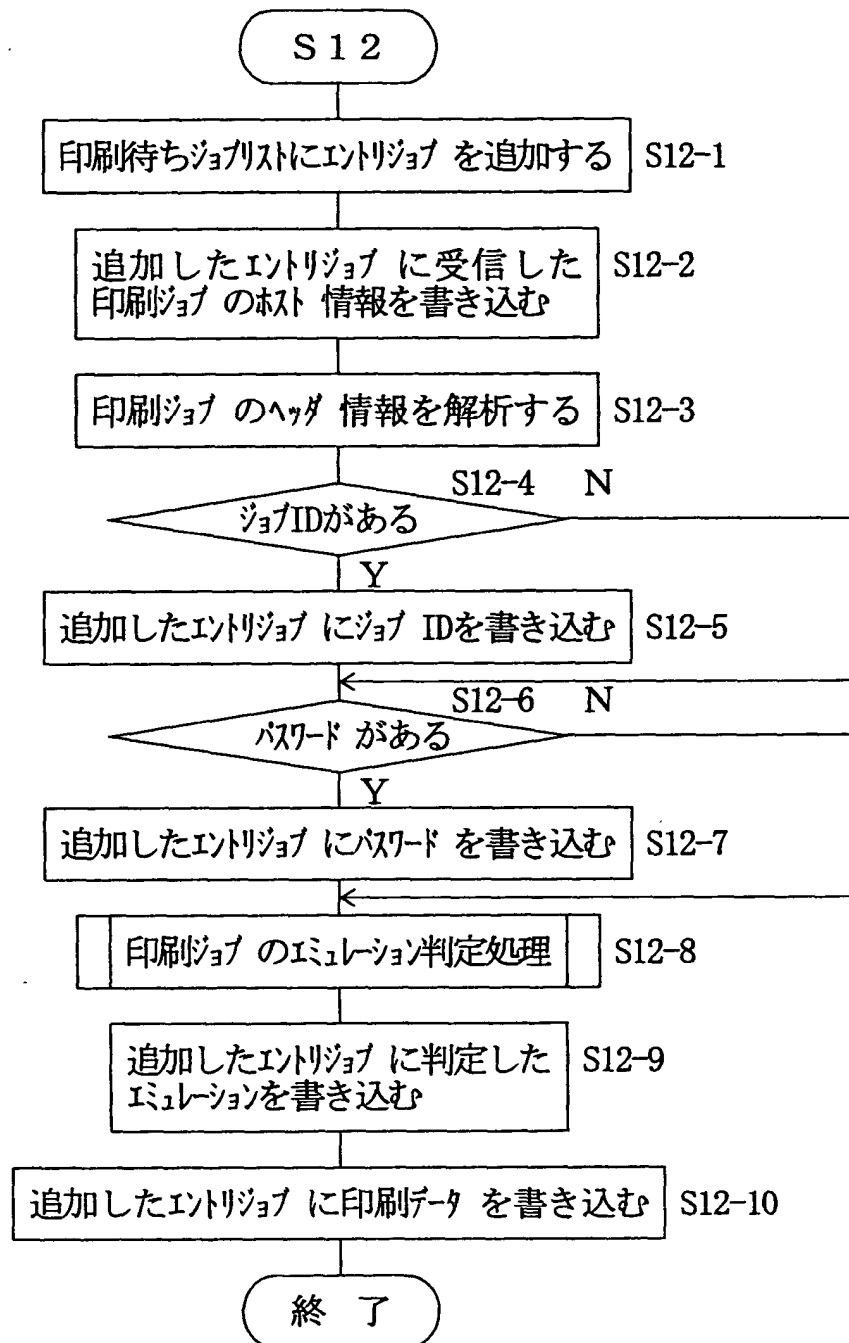 S12
印刷待ちジョブリストにエントリジョブ を追加する S12-1
追加したエントリジョブ に受信した S12-2
印刷ジョブ のホスト 情報を書き込む
印刷ジョブ のヘッダ 情報を解析する S12-3
S12-4 N
ジョブIDがある
Y
追加したエントリジョブ にジョブ IDを書き込む S12-5
S12-6 N
パスワード がある
Y
追加したエントリジョブ にパスワード を書き込む S12-7
印刷ジョブ のエミュレーション判定処理 S12-8
追加したエントリジョブ に判定した S12-9
エミュレーションを書き込む
追加したエントリジョブ に印刷データ を書き込む S12-10
終 了